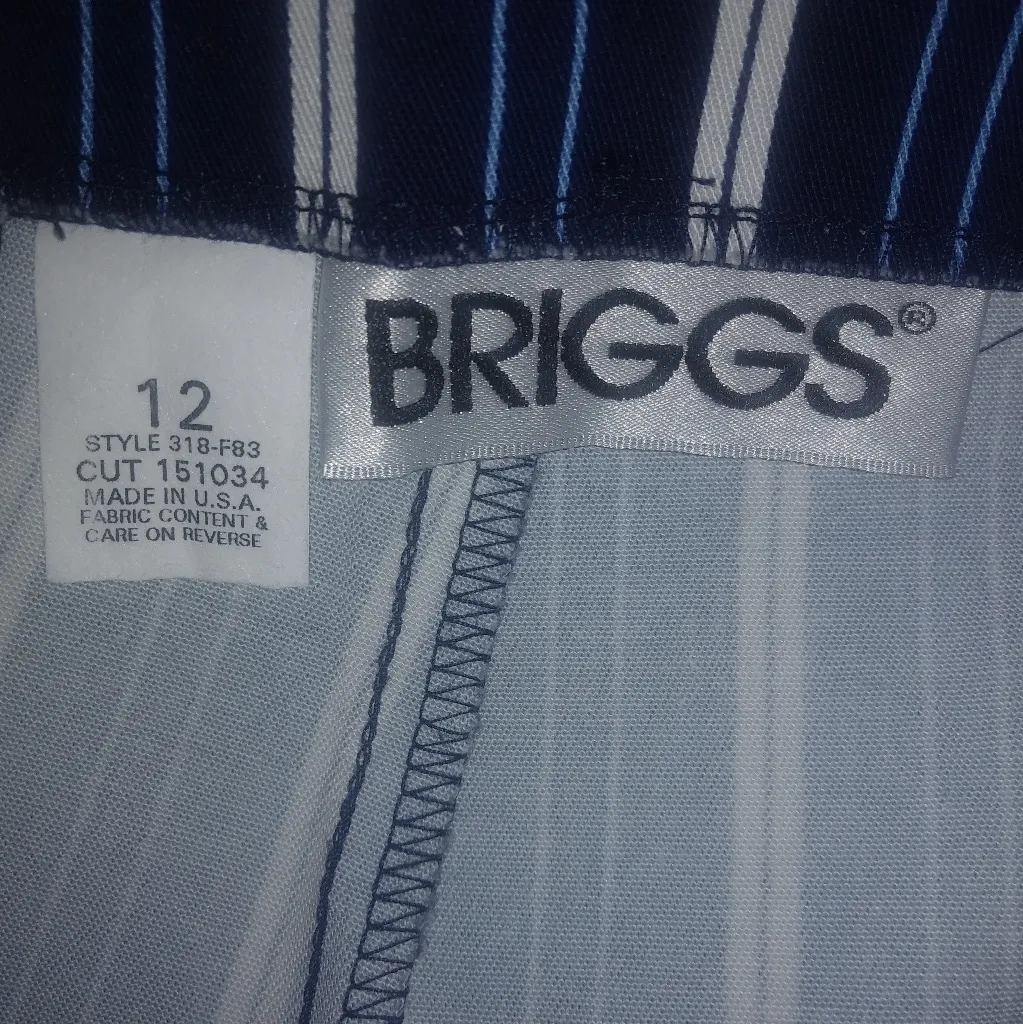 BRIGGS®
12
STYLE 318-F83
CUT 151034
MADE IN U.S.A.
FABRIC CONTENT &
CARE ON REVERSE